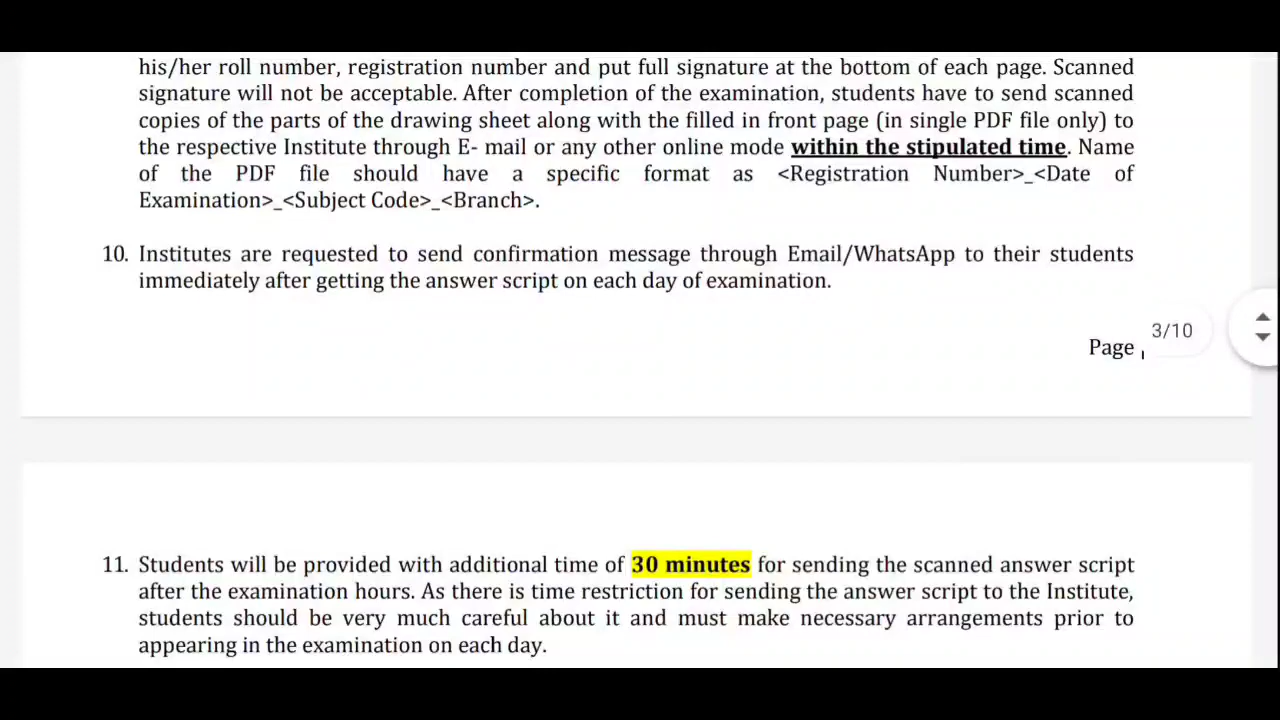 his/her roll number, registration number and put full signature at the bottom of each page. Scanned
signature will not be acceptable. After completion of the examination, students have to send scanned
copies of the parts of the drawing sheet along with the filled in front page (in single PDF file only) to
the respective Institute through E- mail or any other online mode within the stipulated time. Name
of the PDF file should have a specific format as <Registration Number>_<Date of
Examination>_<Subject Code>_<Branch>.
10. Institutes are requested to send confirmation message through Email/WhatsApp to their students
immediately after getting the answer script on each day of examination.
3/10
Page
11. Students will be provided with additional time of 30 minutes for sending the scanned answer script
after the examination hours. As there is time restriction for sending the answer script to the Institute,
students should be very much careful about it and must make necessary arrangements prior to
appearing in the examination on each day.